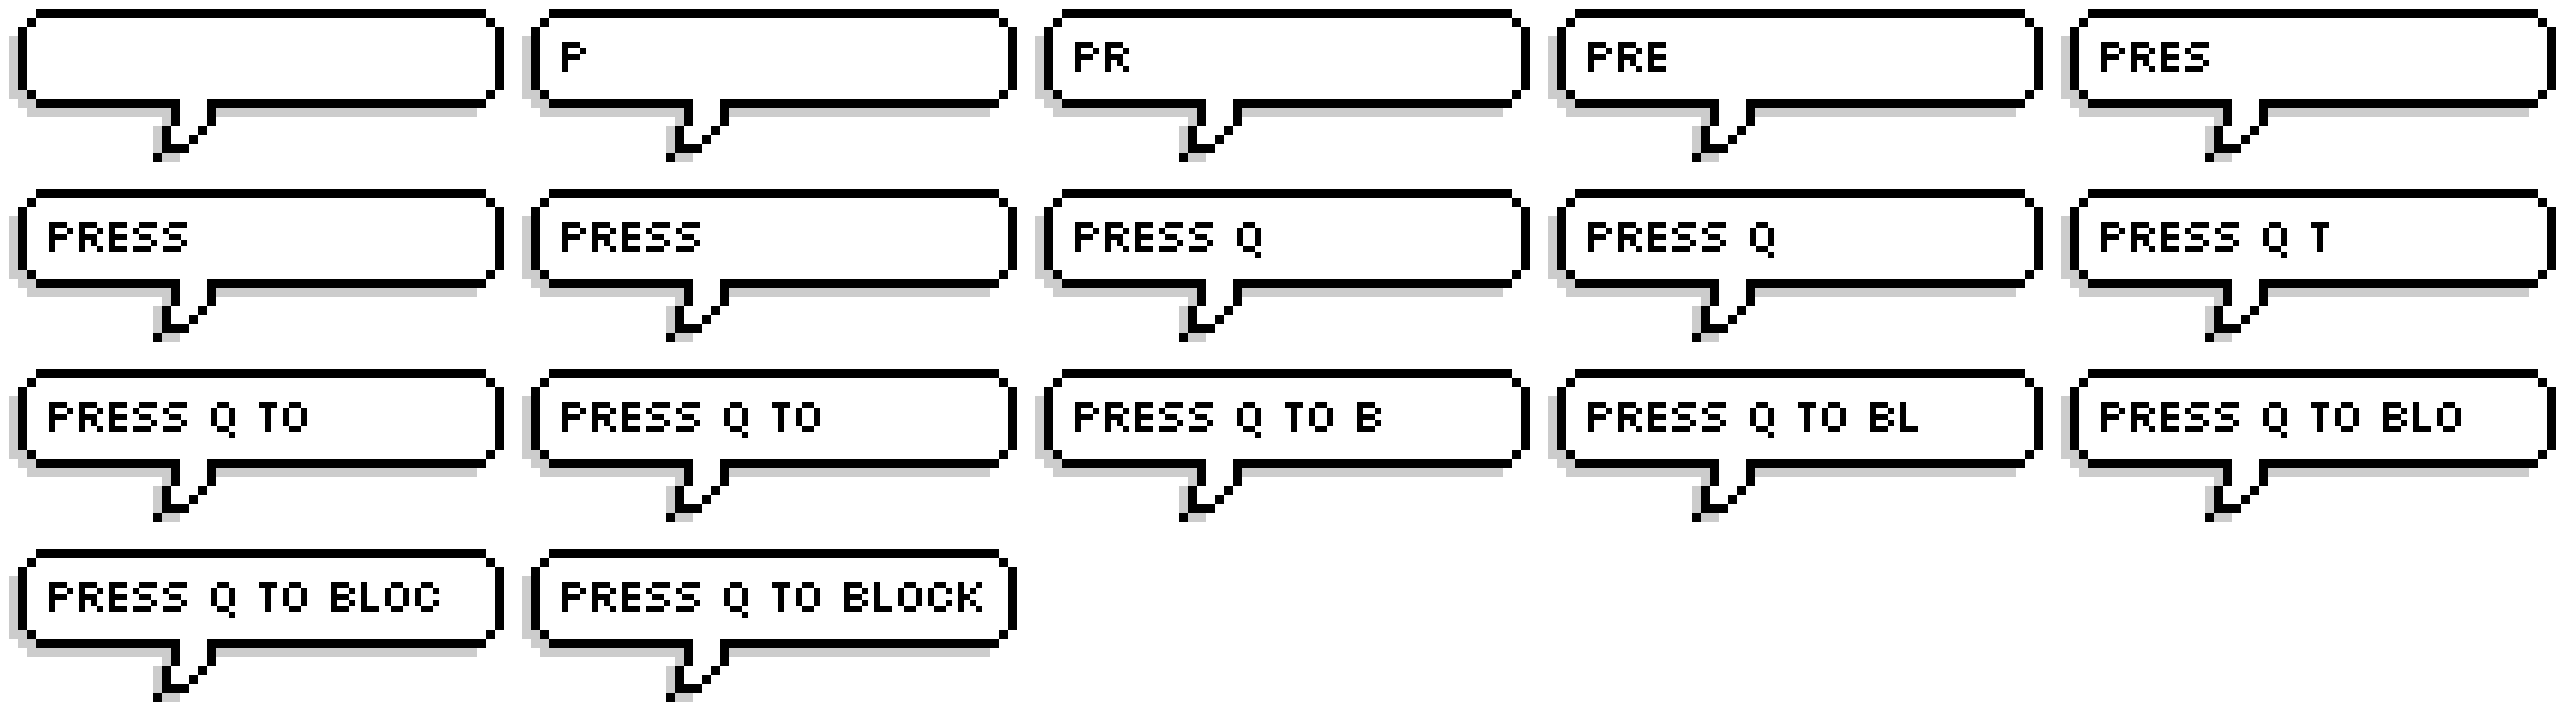 P
PR
PRE
PRES
PRESS
PRESS
PRESS Q
PRESS Q
PRESS Q T
PRESS Q TO
PRESS Q TO
PRESS Q TO B
PRESS Q TO BL
PRESS Q TO BLO
PRESS Q TO BLOC
PRESS Q TO BLOCK